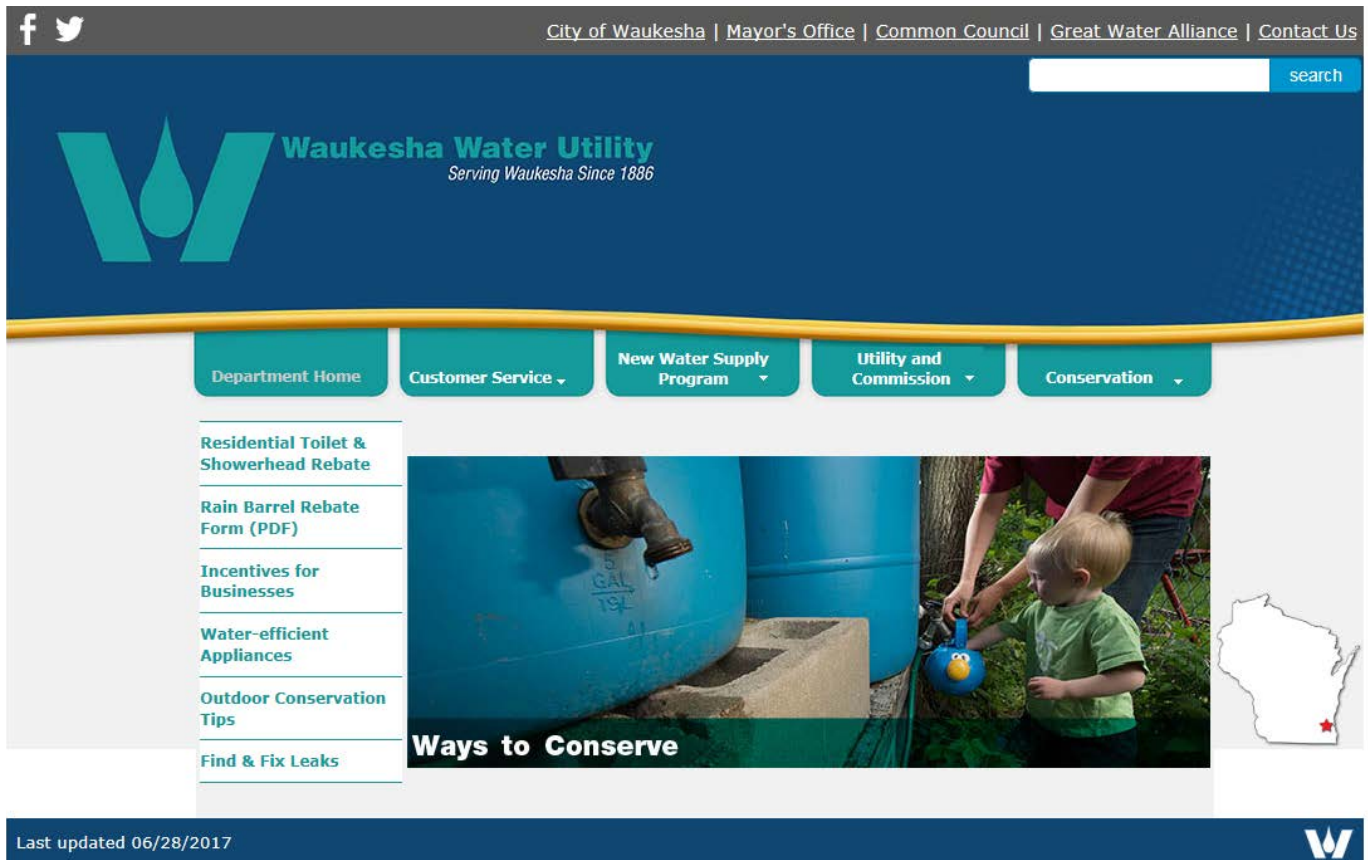 City of Waukesha | Mayor's Office | Common Council | Great Water Alliance | Contact Us
search
Waukesha Water Utility
Serving Waukesha Since 1886
Department Home
Customer Service
New Water Supply
Program
Utility and
Commission
Conservation
Residential Toilet &
Showerhead Rebate
Rain Barrel Rebate
Form (PDF)
Incentives for
Businesses
Water-efficient
Appliances
Outdoor Conservation
Tips
Find & Fix Leaks
5
GAL
19L
Ways to Conserve
Last updated 06/28/2017